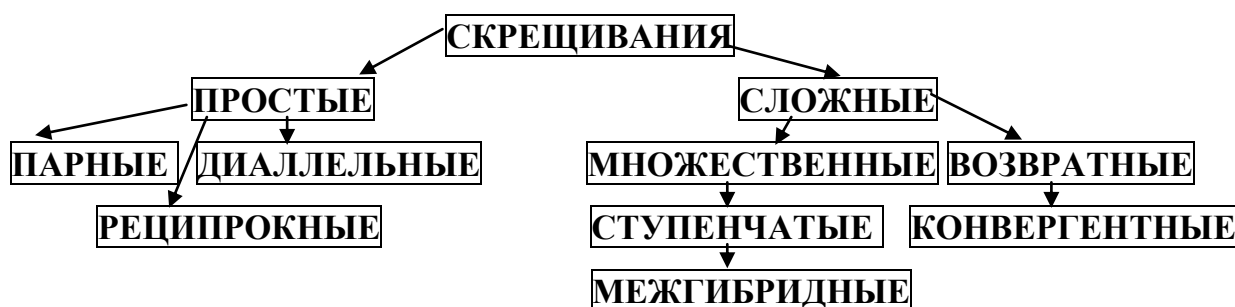 СКРЕЩИВАНИЯ
ПРОСТЫЕ СЛОЖНЫЕ
ПАРНЫЕ ДИАЛЛЕЛЬНЫЕ МНОЖЕСТВЕННЫЕ ВОЗВРАТНЫЕ
РЕЦИПРОКНЫЕ СТУПЕНЧАТЫЕ КОНВЕРГЕНТНЫЕ
МЕЖГИБРИДНЫЕ